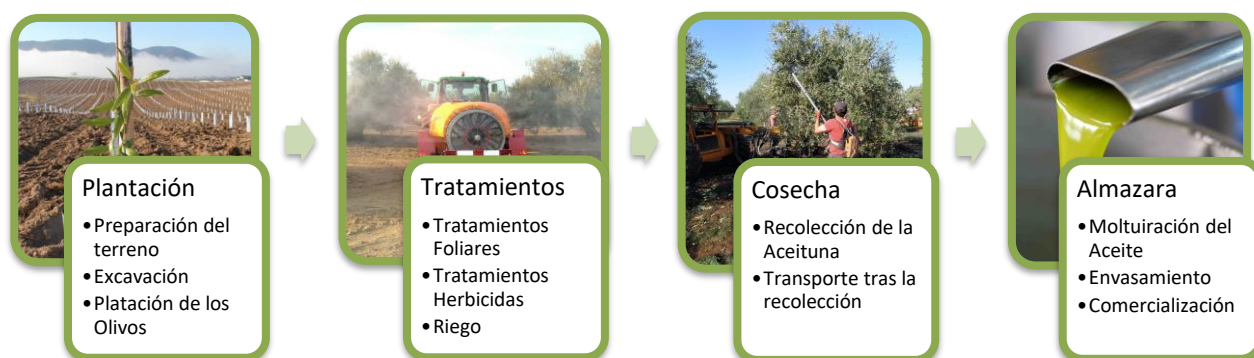 Plantación
•Preparación del
terreno
•Excavación
•Platación de los
Olivos
Tratamientos
•Tratamientos
Foliares
•Tratamientos
Herbicidas
•Riego
Cosecha
•Recolección de la
Aceituna
•Transporte tras la
recolección
Almazara
•Moltuiración del
Aceite
•Envasamiento
•Comercialización